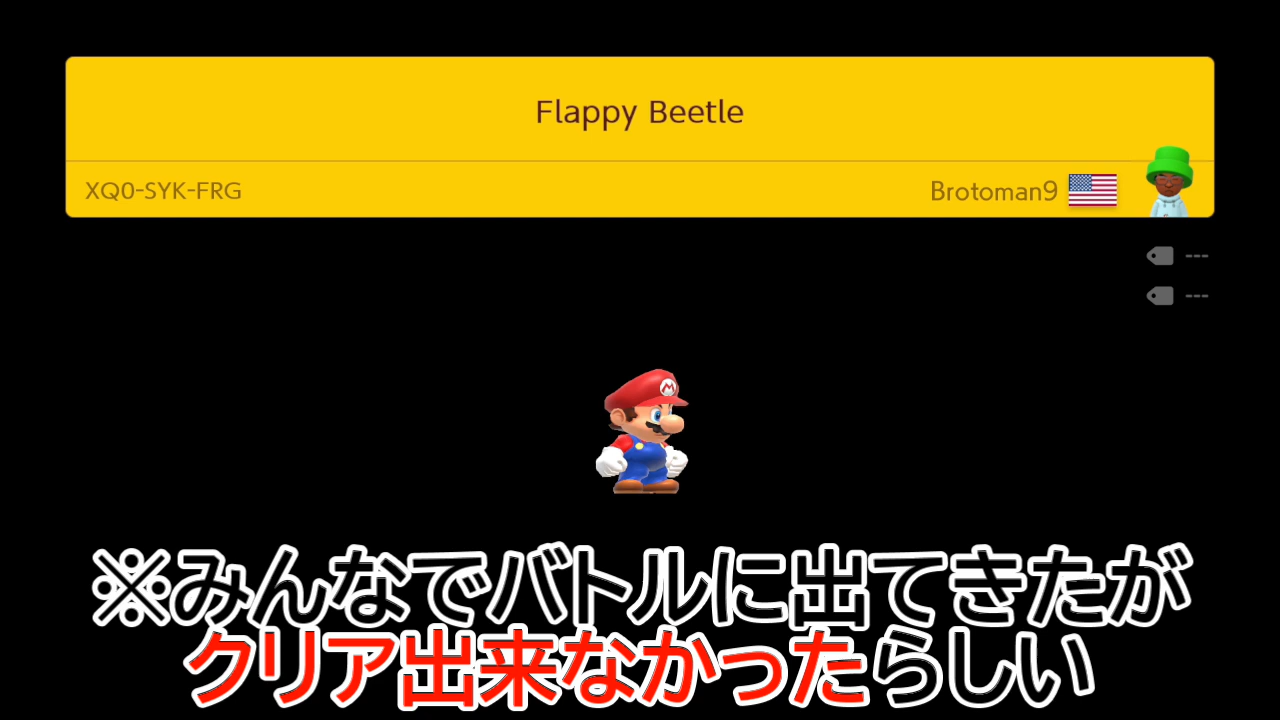 Flappy Beetle
XQ0-SYK-FRG
Brotoman9
---
---
※みんなでバトルに出てきたが
クリア出来なかったらしい